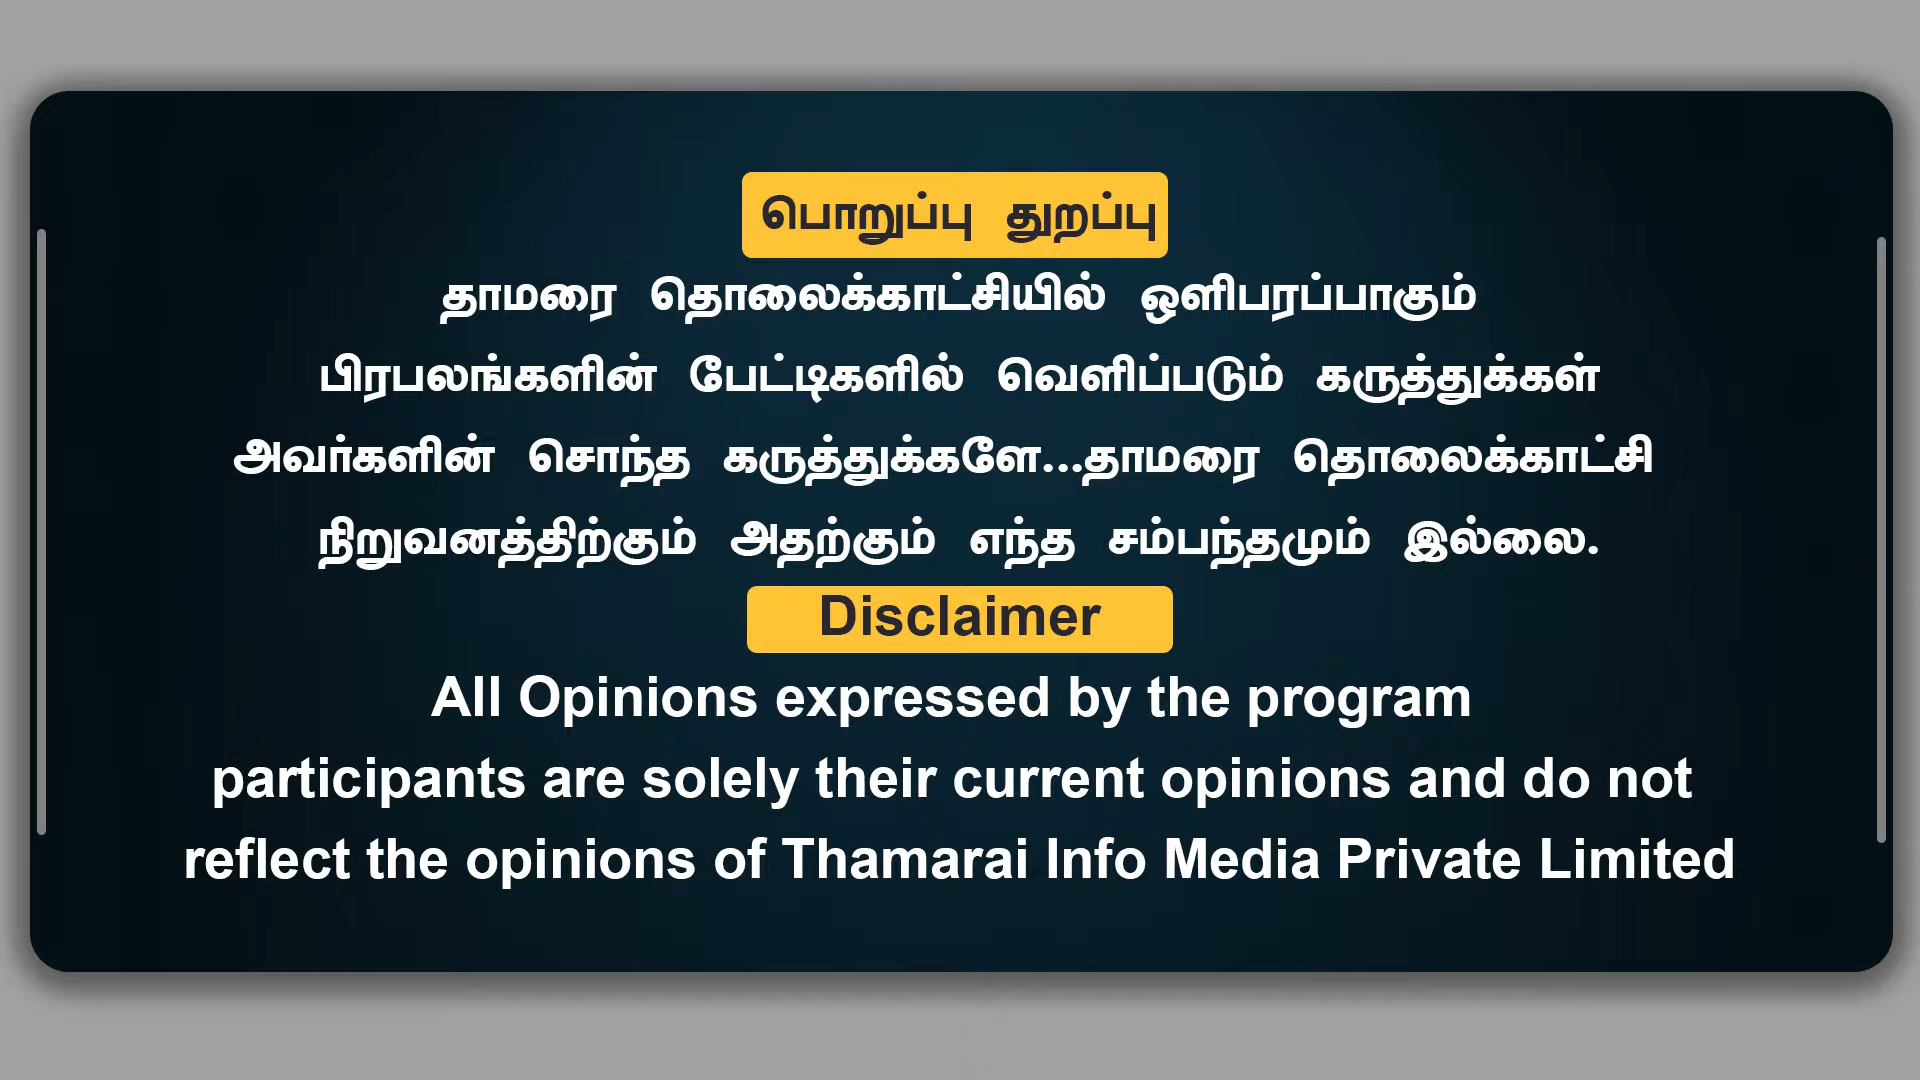 பொறுப்பு துறப்பு
தாமரை தொலைக்காட்சியில் ஒளிபரப்பாகும்
பிரபலங்களின் பேட்டிகளில் வெளிப்படும் கருத்துக்கள்
அவர்களின் சொந்த கருத்துக்களே...தாமரை தொலைக்காட்சி
நிறுவனத்திற்கும் அதற்கும் எந்த சம்பந்தமும் இல்லை.
Disclaimer
All Opinions expressed by the program
participants are solely their current opinions and do not
reflect the opinions of Thamarai Info Media Private Limited